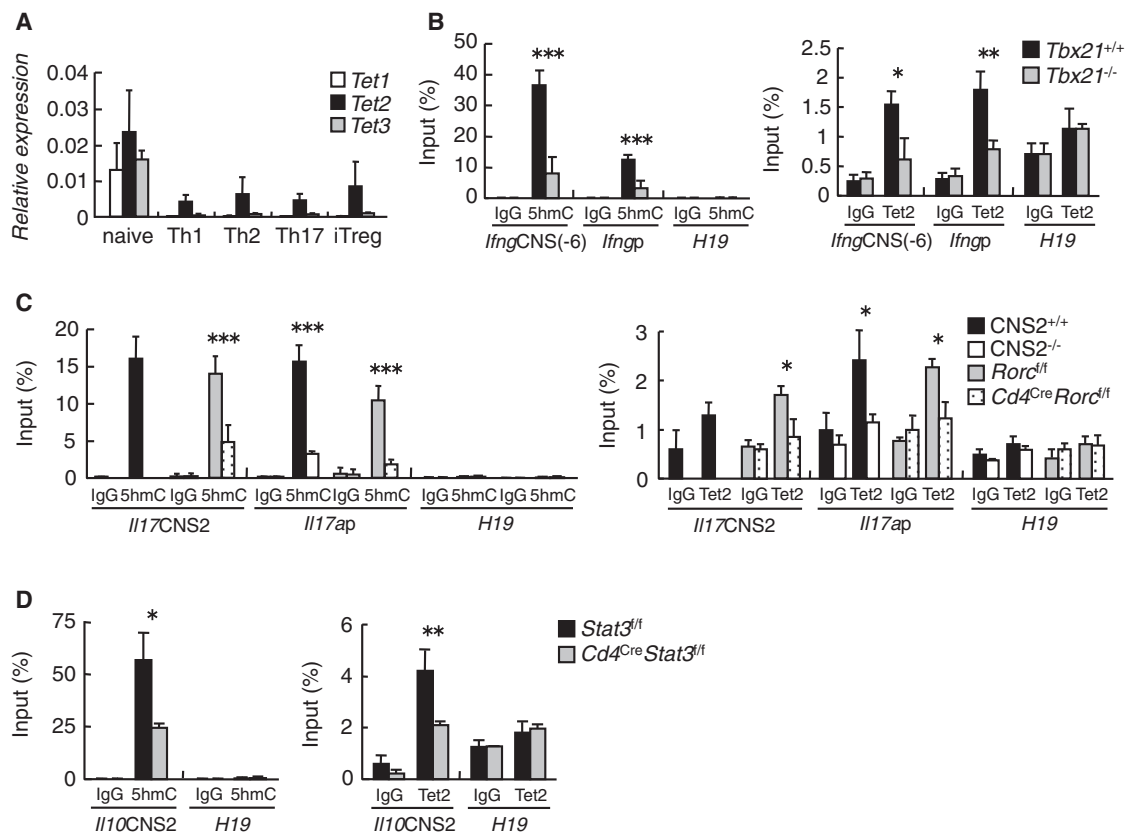 A
Relative expression
0.04
0.03
0.02
0.01
0
Tet1
Tet2
Tet3
naive Th1 Th2 Th17 iTreg
B
Input (%)
50
40
30
20
10
0
***
***
IgG 5hmC IgG 5hmC IgG 5hmC
IfngCNS(-6) Ifngp H19
Input (%)
2.5
2
1.5
1
0.5
0
*
**
Tbx21+/+
Tbx21-/-
IgG Tet2 IgG Tet2 IgG Tet2
IfngCNS(-6) Ifngp H19
C
Input (%)
20
15
10
5
0
***
***
***
IgG 5hmC IgG 5hmC IgG 5hmC IgG 5hmC IgG 5hmC IgG 5hmC
Il17CNS2 Il17ap H19
Input (%)
3
2
1
0
*
*
*
CNS2+/+
CNS2-/-
Rorcf/f
Cd4CreRorcf/f
IgG Tet2 IgG Tet2 IgG Tet2 IgG Tet2 IgG Tet2 IgG Tet2
Il17CNS2 Il17ap H19
D
Input (%)
75
50
25
0
*
IgG 5hmC IgG 5hmC
Il10CNS2 H19
Input (%)
6
4
2
0
**
Stat3f/f
Cd4CreStat3f/f
IgG Tet2 IgG Tet2
Il10CNS2 H19